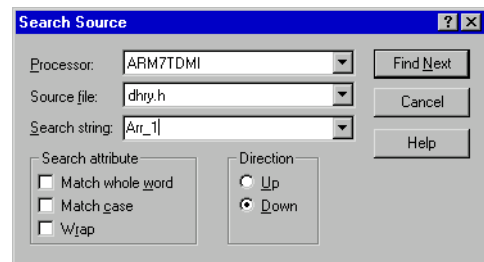 Search Source
Processor: ARM7TDMI Find Next
Source file: dhry.h Cancel
Search string: Arr_1 Help
Search attribute Direction
Match whole word Up
Match case Down
Wrap